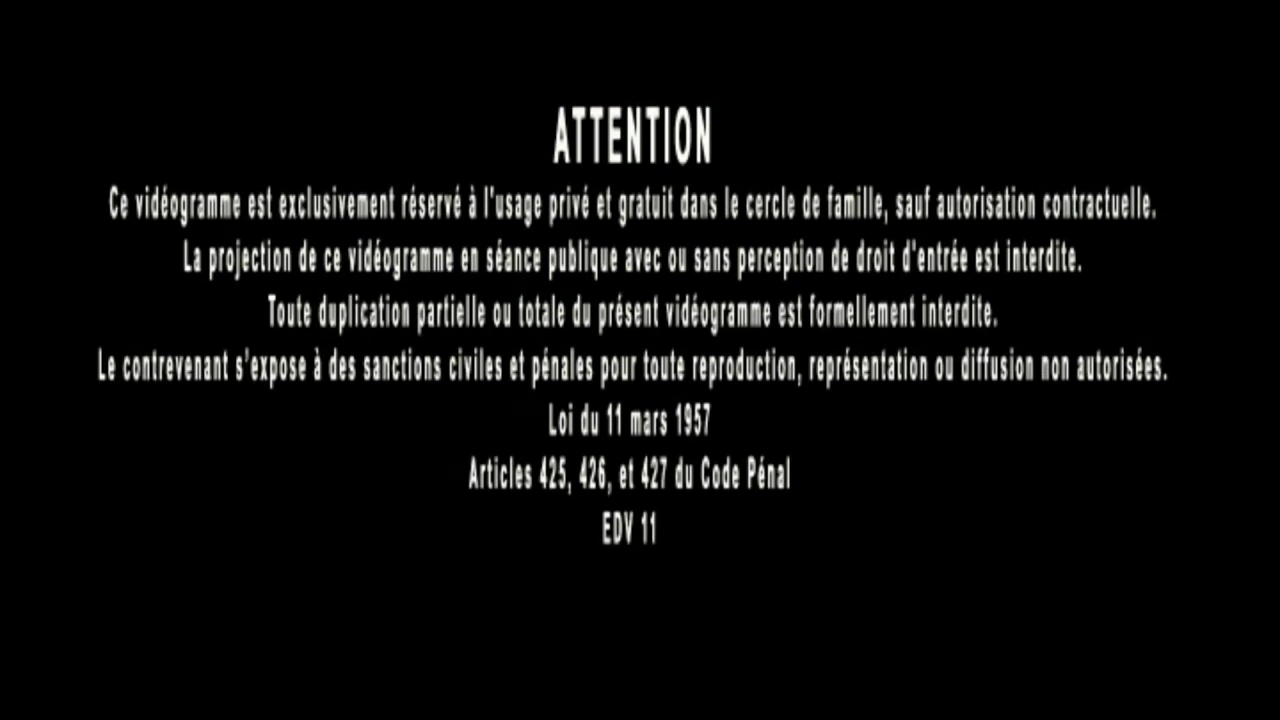 ATTENTION
Ce vidéogramme est exclusivement réservé à l'usage privé et gratuit dans le cercle de famille, sauf autorisation contractuelle.
La projection de ce vidéogramme en séance publique avec ou sans perception de droit d'entrée est interdite.
Toute duplication partielle ou totale du présent vidéogramme est formellement interdite.
Le contrevenant s'expose à des sanctions civiles et pénales pour toute reproduction, représentation ou diffusion non autorisées.
Loi du 11 mars 1957
Articles 425, 426, et 427 du Code Pénal
EDV 11